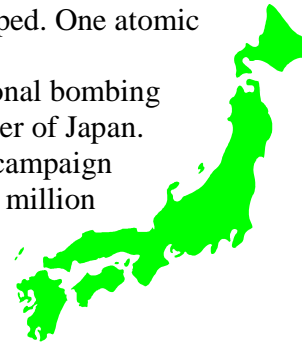 ped. One atomic
onal bombing
er of Japan.
campaign
million